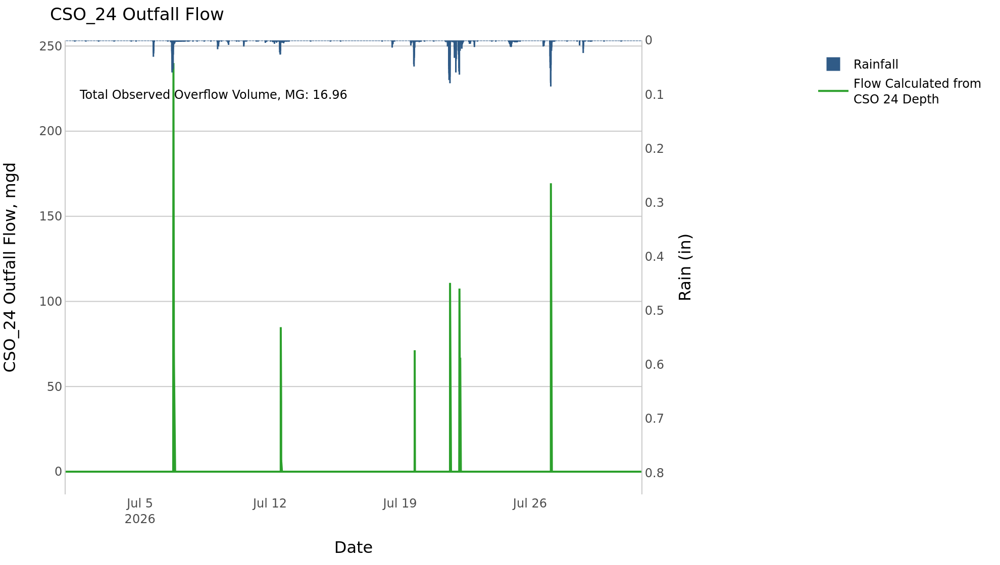 CSO_24 Outfall Flow
250
200
150
100
50
0
CSO_24 Outfall Flow, mgd
Total Observed Overflow Volume, MG: 16.96
0
0.1
0.2
0.3
0.4
0.5
0.6
0.7
0.8
Rain (in)
Rainfall
Flow Calculated from
CSO 24 Depth
Jul 5
2026
Jul 12
Jul 19
Jul 26
Date